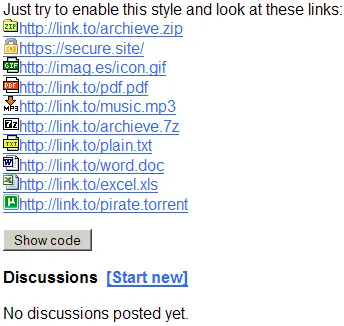 Just try to enable this style and look at these links:
ZIP http://link.to/archieve.zip
https://secure.site/
GIF http://imag.es/icon.gif
PDF http://link.to/pdf.pdf
MP3 http://link.to/music.mp3
7z http://link.to/archieve.7z
TXT http://link.to/plain.txt
W http://link.to/word.doc
X http://link.to/excel.xls
µ http://link.to/pirate.torrent
Show code
Discussions [Start new]
No discussions posted yet.